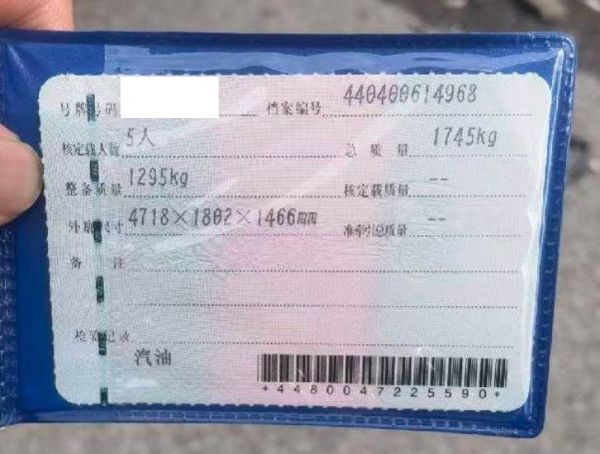 号牌号码 档案编号 440400614968
核定载人数 5人 总质量 1745kg
整备质量 1295kg 核定载质量 --
外廓尺寸 4718×1802×1466mm 准牵引总质量 --
备注
检验记录
汽油
*4480047225590*